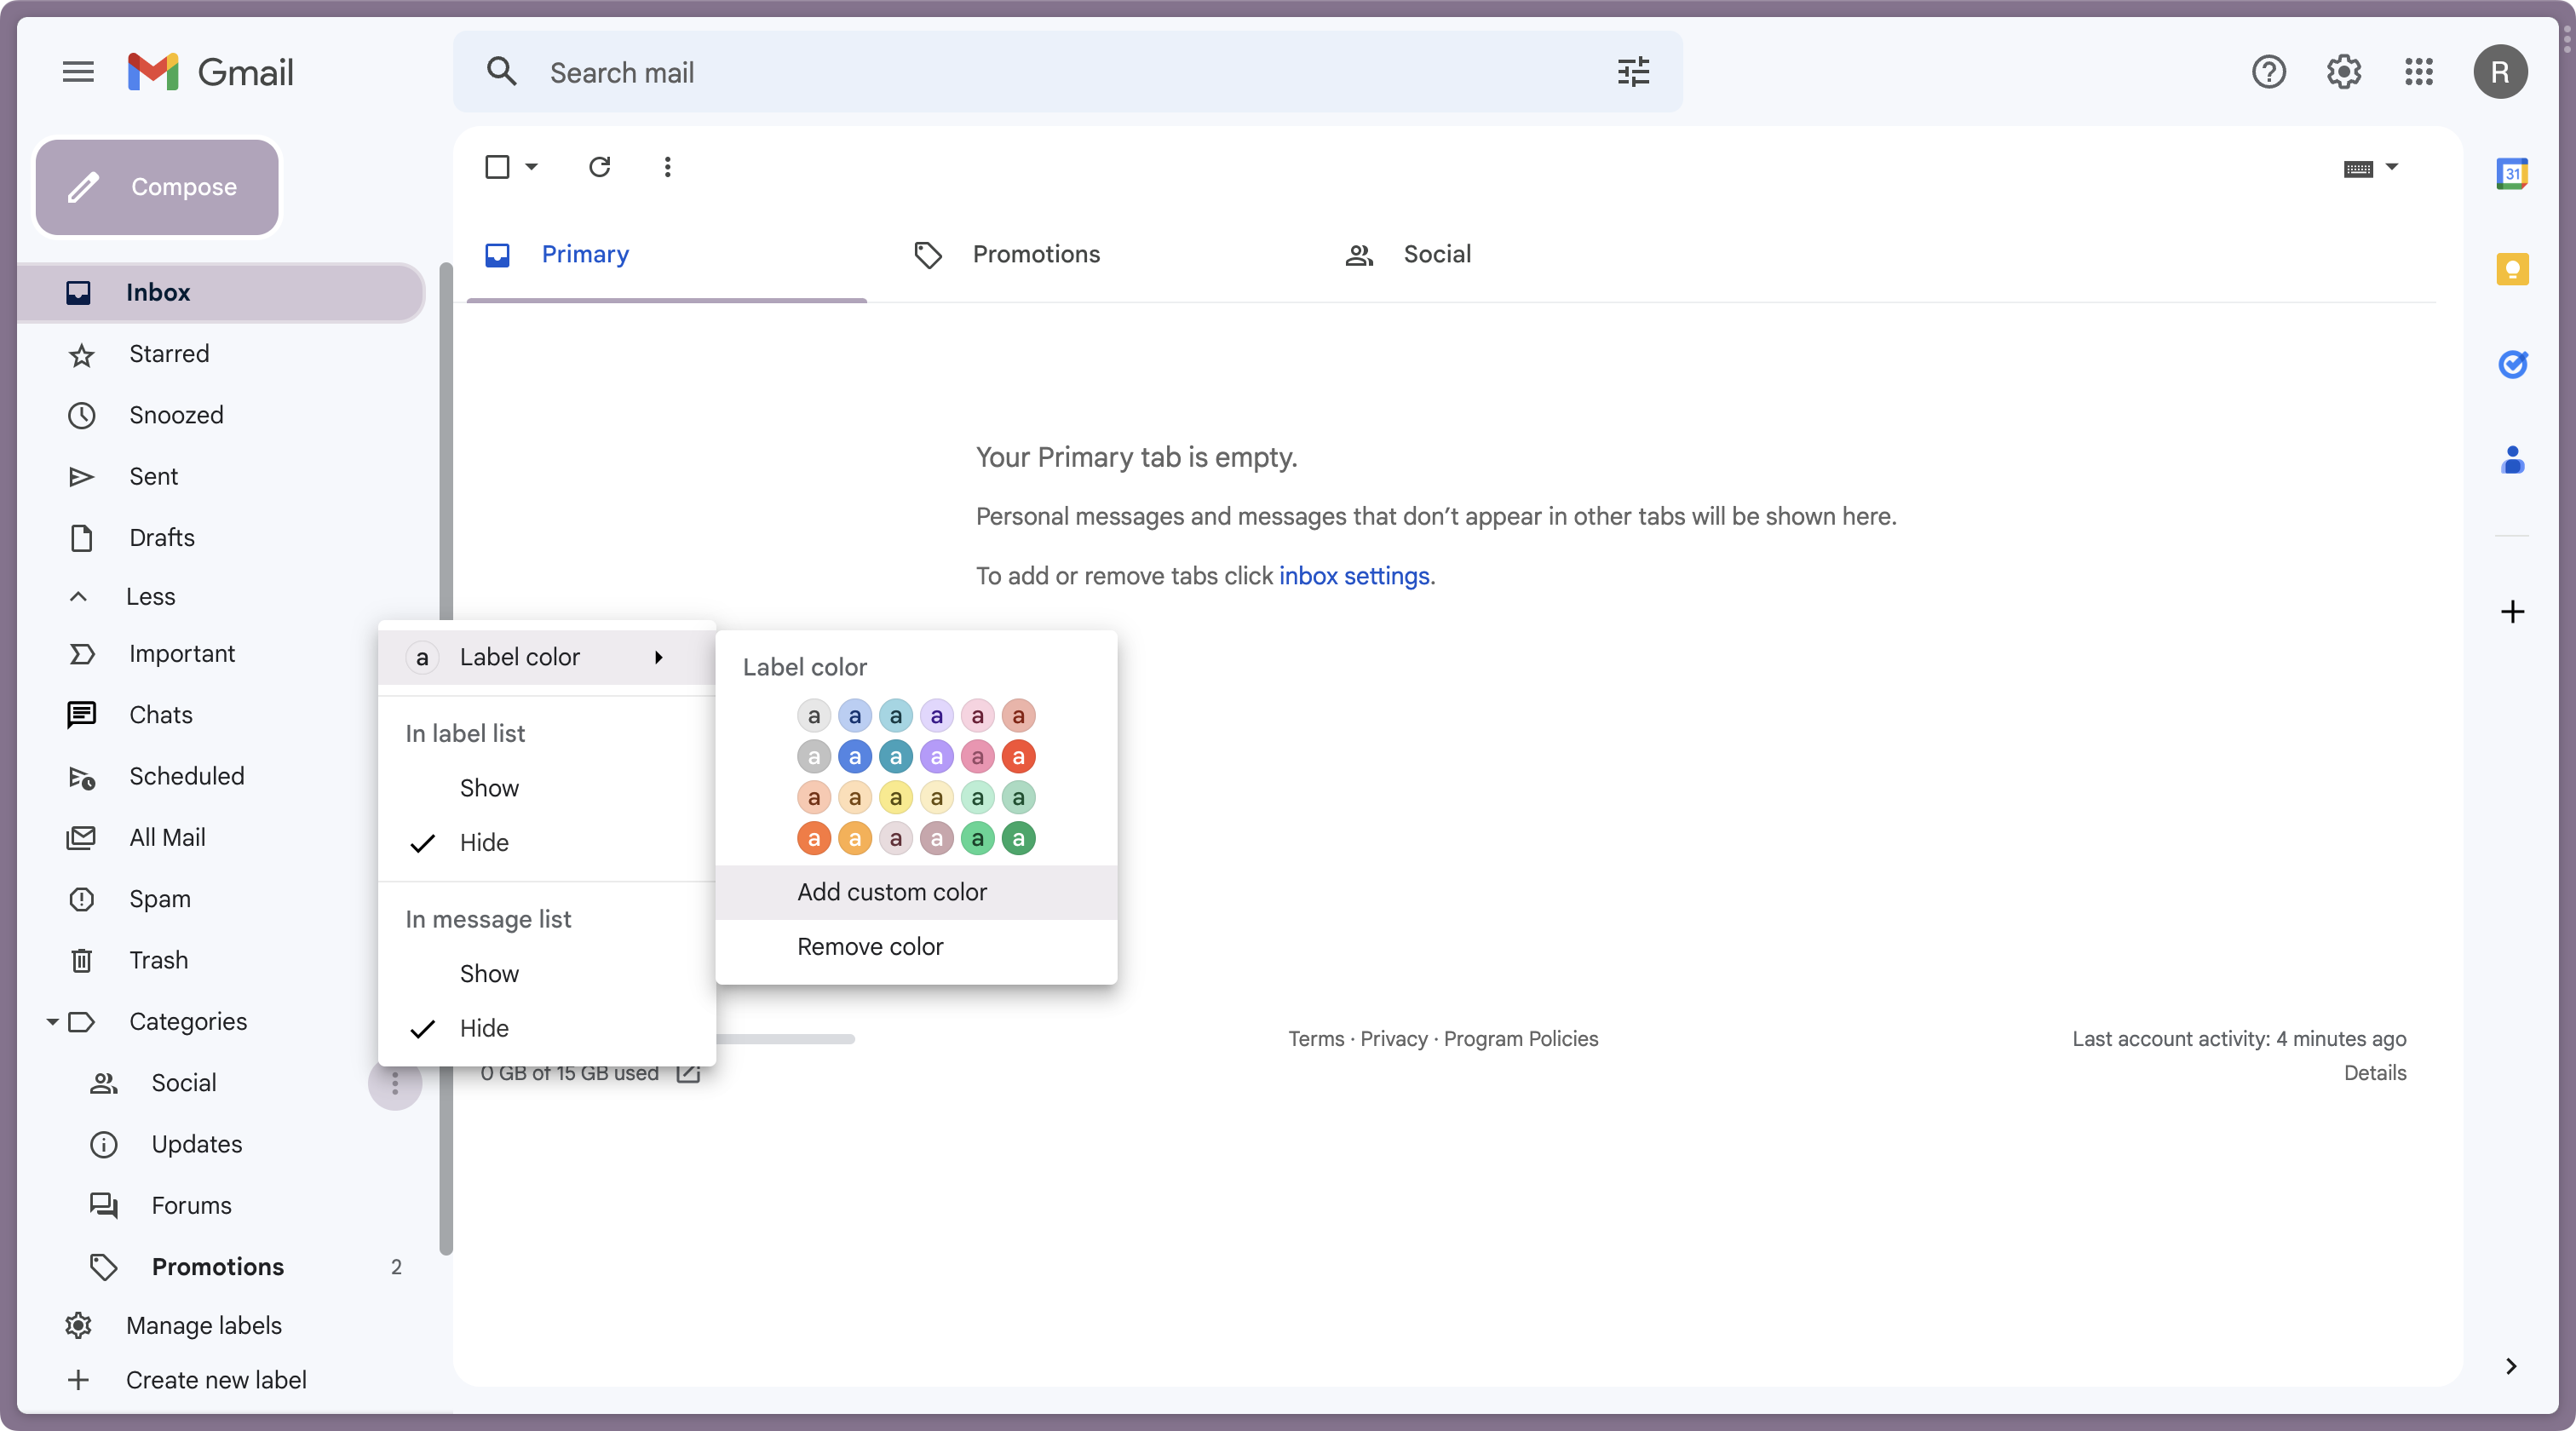 Gmail
Search mail
R
Compose
Inbox
Starred
Snoozed
Sent
Drafts
Less
Important
Chats
Scheduled
All Mail
Spam
Trash
Categories
Social
Updates
Forums
Promotions 2
Manage labels
Create new label
Primary
Promotions
Social
Your Primary tab is empty.
Personal messages and messages that don’t appear in other tabs will be shown here.
To add or remove tabs click inbox settings.
a Label color
In label list
Show
Hide
In message list
Show
Hide
Label color
a a a a a a
a a a a a a
a a a a a a
a a a a a a
Add custom color
Remove color
0 GB of 15 GB used
Terms · Privacy · Program Policies
Last account activity: 4 minutes ago
Details
31